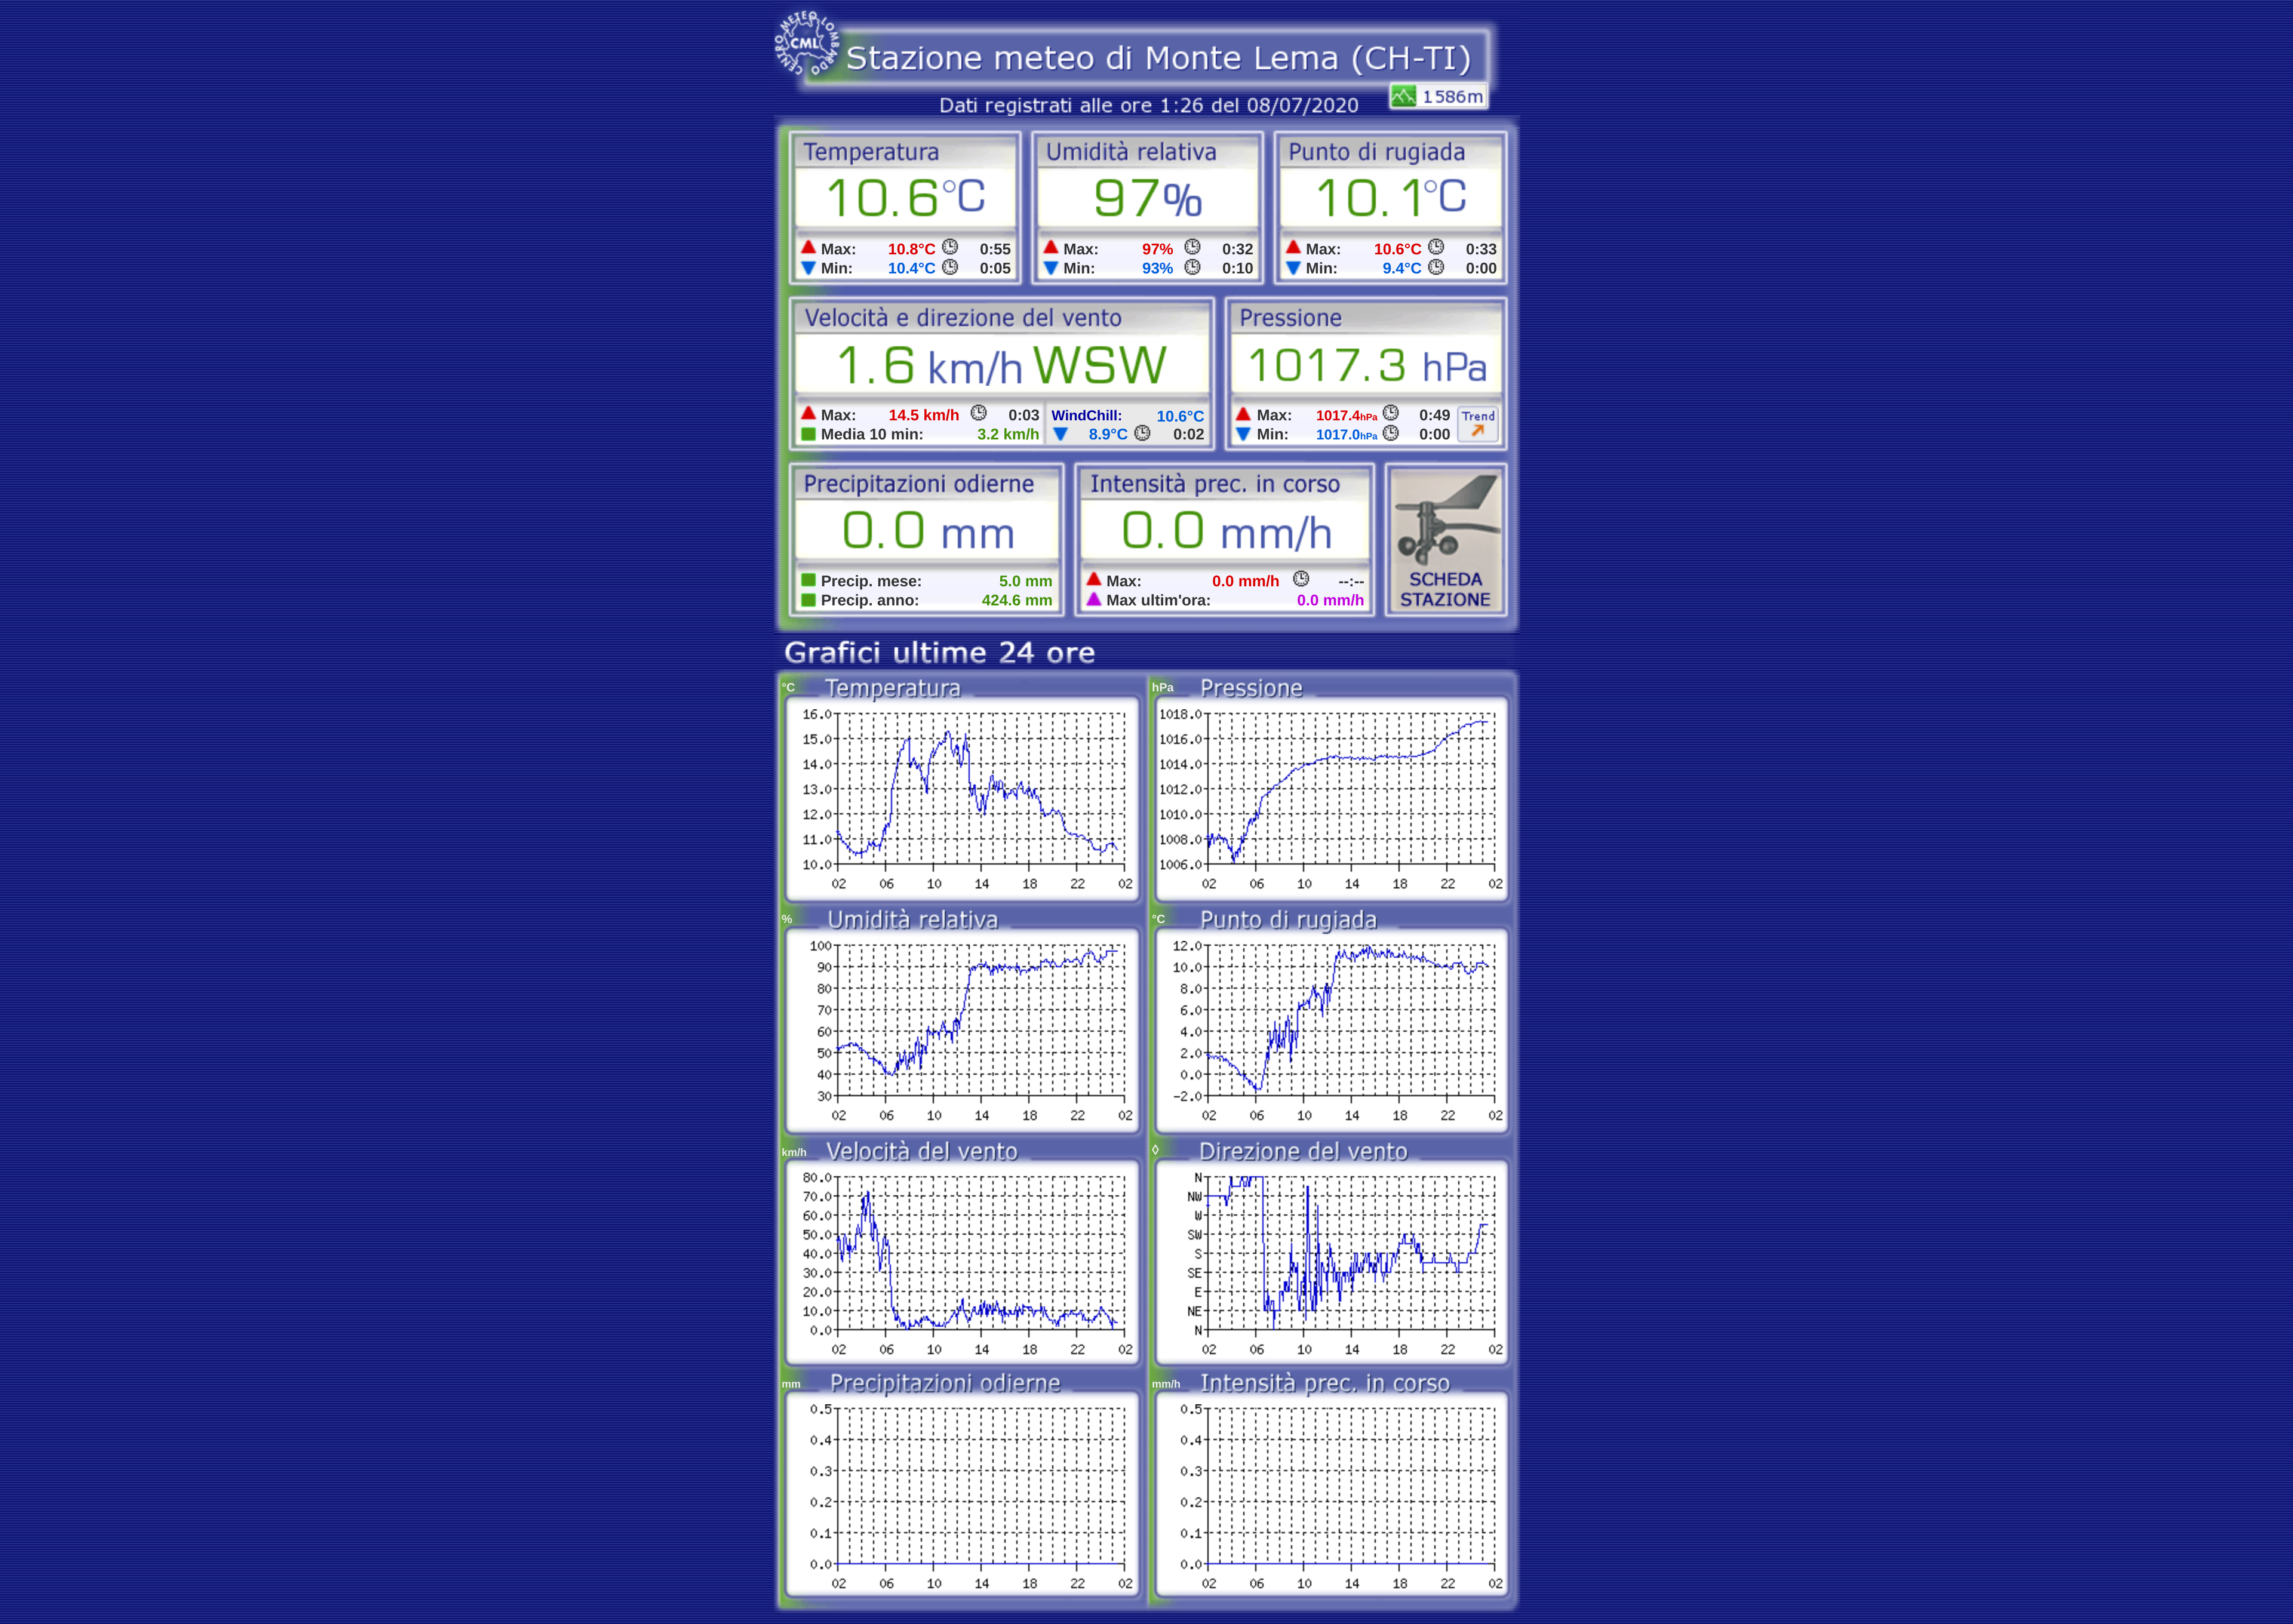 CENTRO METEO LOMBARDO
CML
Stazione meteo di Monte Lema (CH-TI)
1586m
Dati registrati alle ore 1:26 del 08/07/2020
Temperatura
10.6°C
Max: 10.8°C 0:55
Min: 10.4°C 0:05
Umidità relativa
97%
Max: 97% 0:32
Min: 93% 0:10
Punto di rugiada
10.1°C
Max: 10.6°C 0:33
Min: 9.4°C 0:00
Velocità e direzione del vento
1.6 km/h WSW
Max: 14.5 km/h 0:03
Media 10 min: 3.2 km/h
WindChill: 10.6°C
8.9°C 0:02
Pressione
1017.3 hPa
Max: 1017.4hPa 0:49
Min: 1017.0hPa 0:00
Trend
Precipitazioni odierne
0.0 mm
Precip. mese: 5.0 mm
Precip. anno: 424.6 mm
Intensità prec. in corso
0.0 mm/h
Max: 0.0 mm/h --:--
Max ultim'ora: 0.0 mm/h
SCHEDA
STAZIONE
Grafici ultime 24 ore
°C Temperatura
16.0
15.0
14.0
13.0
12.0
11.0
10.0
02 06 10 14 18 22 02
hPa Pressione
1018.0
1016.0
1014.0
1012.0
1010.0
1008.0
1006.0
02 06 10 14 18 22 02
% Umidità relativa
100
90
80
70
60
50
40
30
02 06 10 14 18 22 02
°C Punto di rugiada
12.0
10.0
8.0
6.0
4.0
2.0
0.0
-2.0
02 06 10 14 18 22 02
km/h Velocità del vento
80.0
70.0
60.0
50.0
40.0
30.0
20.0
10.0
0.0
02 06 10 14 18 22 02
◊ Direzione del vento
N
NW
W
SW
S
SE
E
NE
N
02 06 10 14 18 22 02
mm Precipitazioni odierne
0.5
0.4
0.3
0.2
0.1
0.0
02 06 10 14 18 22 02
mm/h Intensità prec. in corso
0.5
0.4
0.3
0.2
0.1
0.0
02 06 10 14 18 22 02